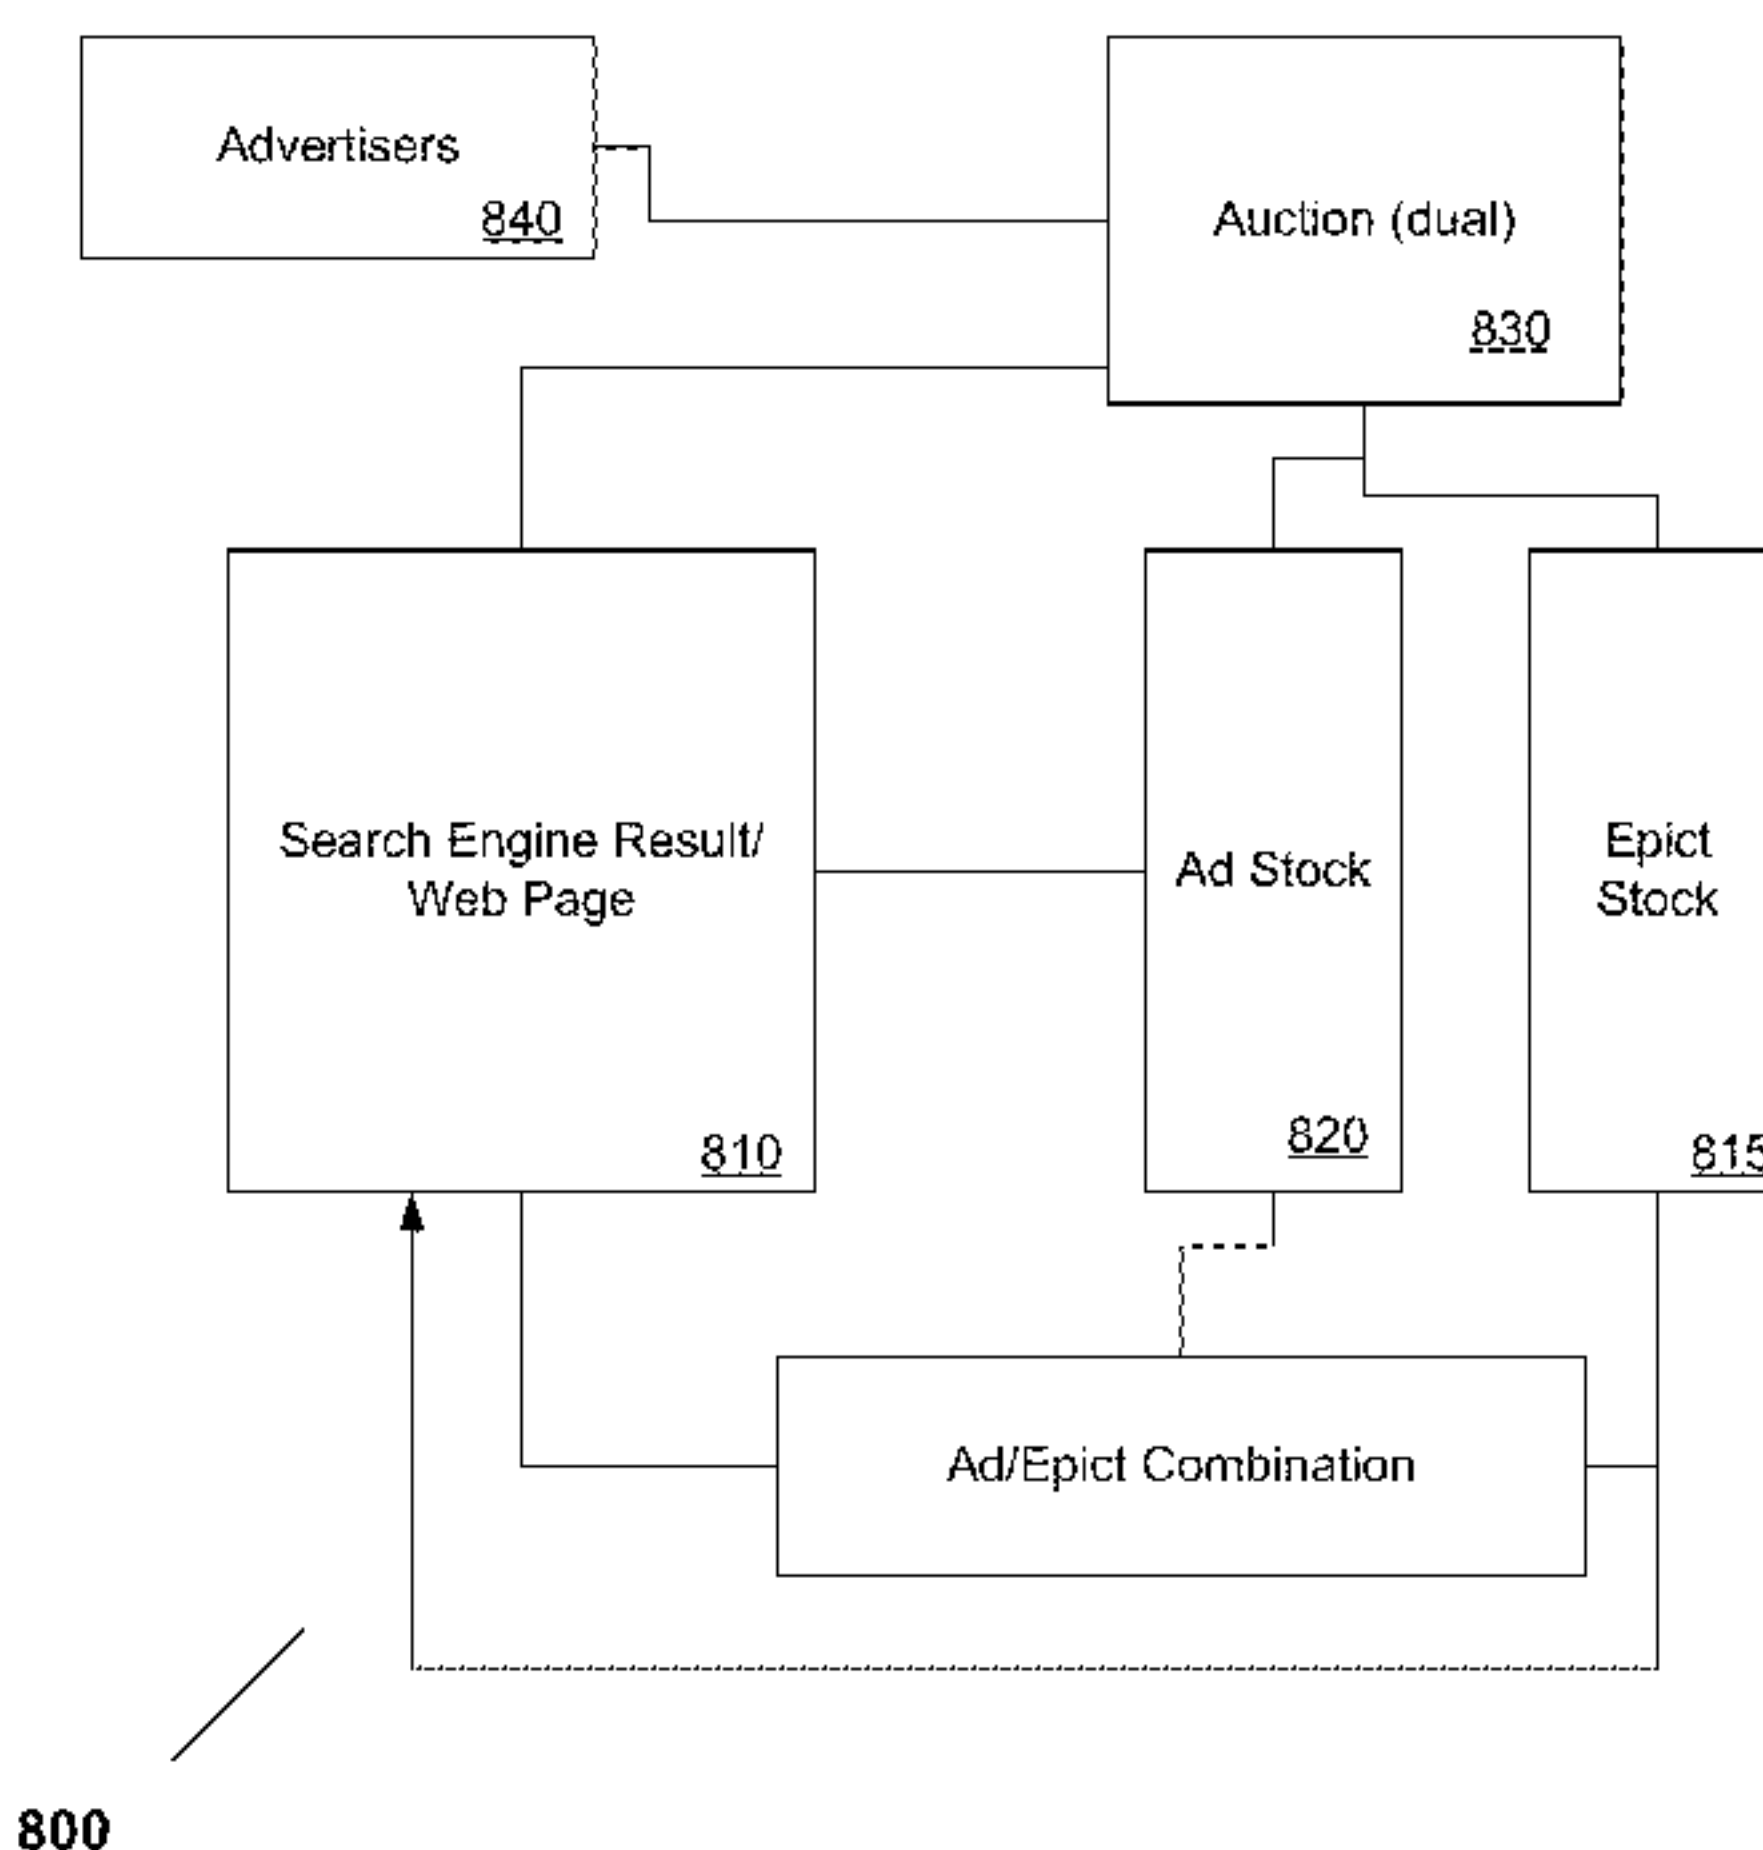 Advertisers
840
Auction (dual)
830
Search Engine Result/
Web Page
810
Ad Stock
820
Epict
Stock
815
Ad/Epict Combination
800